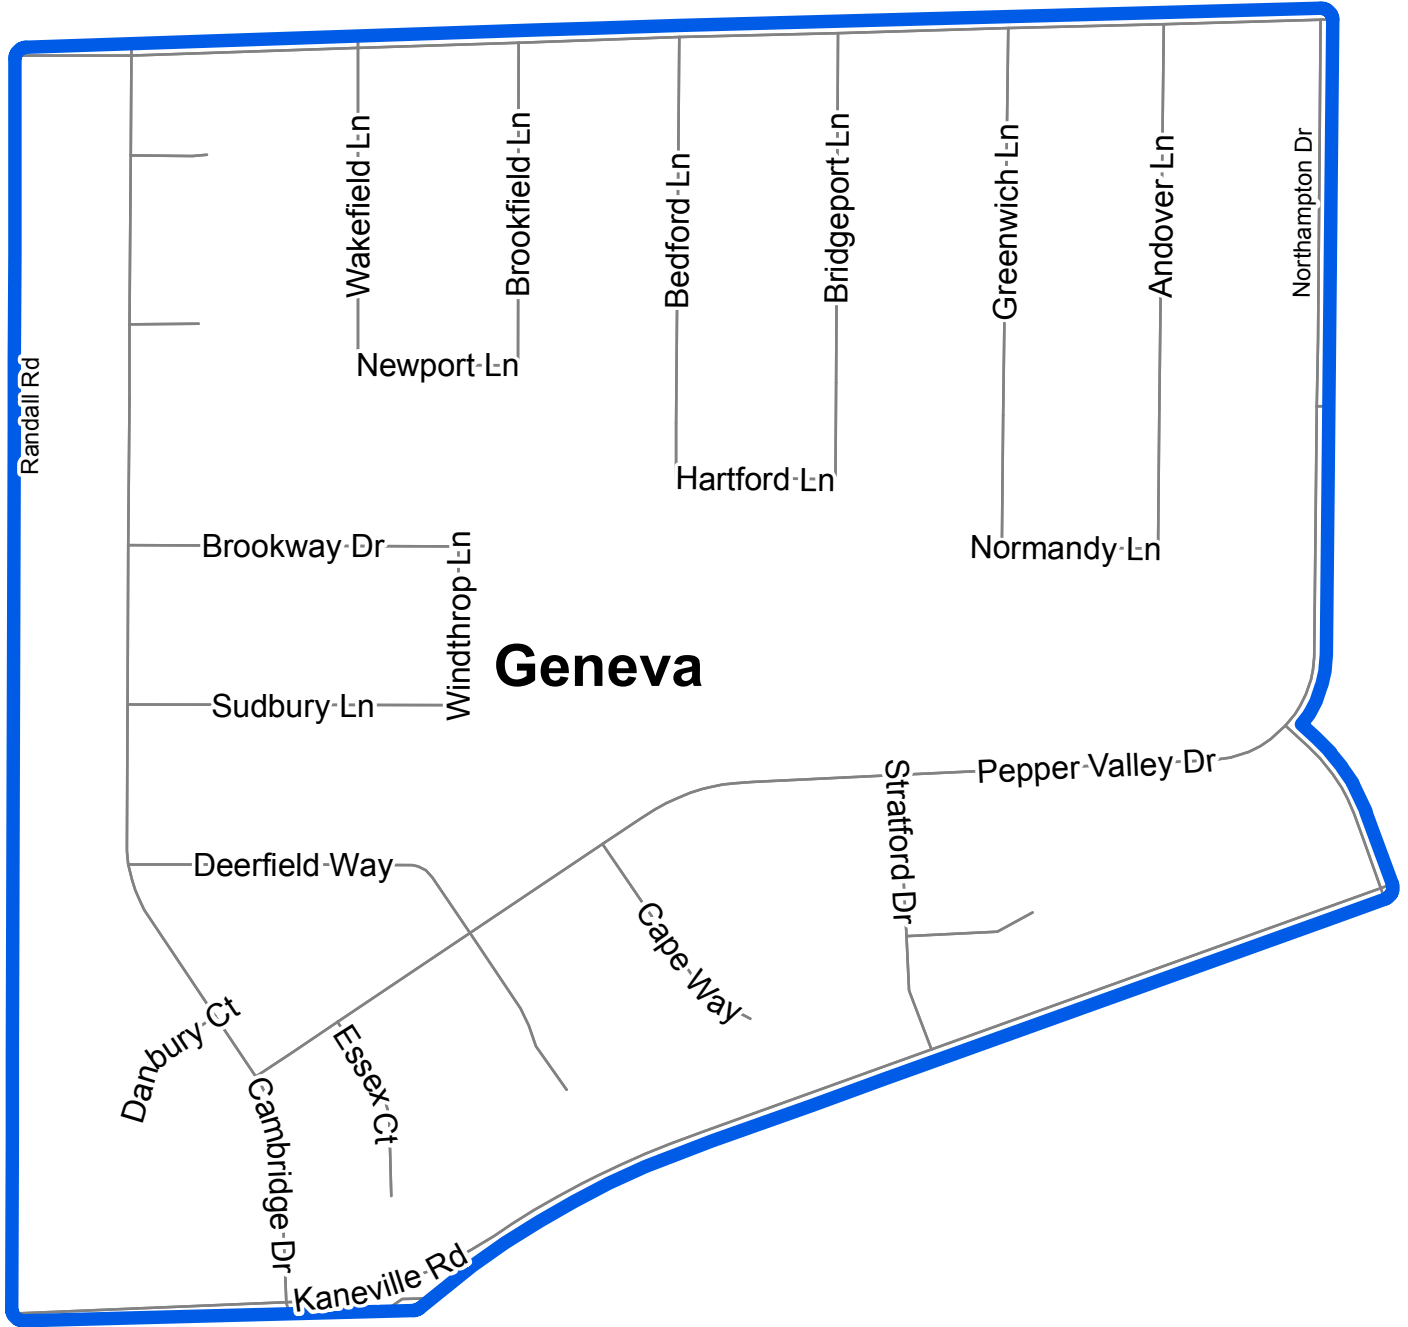 Wakefield Ln
Brookfield Ln
Bedford Ln
Bridgeport Ln
Greenwich Ln
Andover Ln
Northampton Dr
Randall Rd
Newport Ln
Hartford Ln
Brookway Dr
Windthrop Ln
Normandy Ln
Geneva
Sudbury Ln
Stratford Dr
Pepper Valley Dr
Deerfield Way
Cape Way
Danbury Ct
Essex Ct
Cambridge Dr
Kaneville Rd